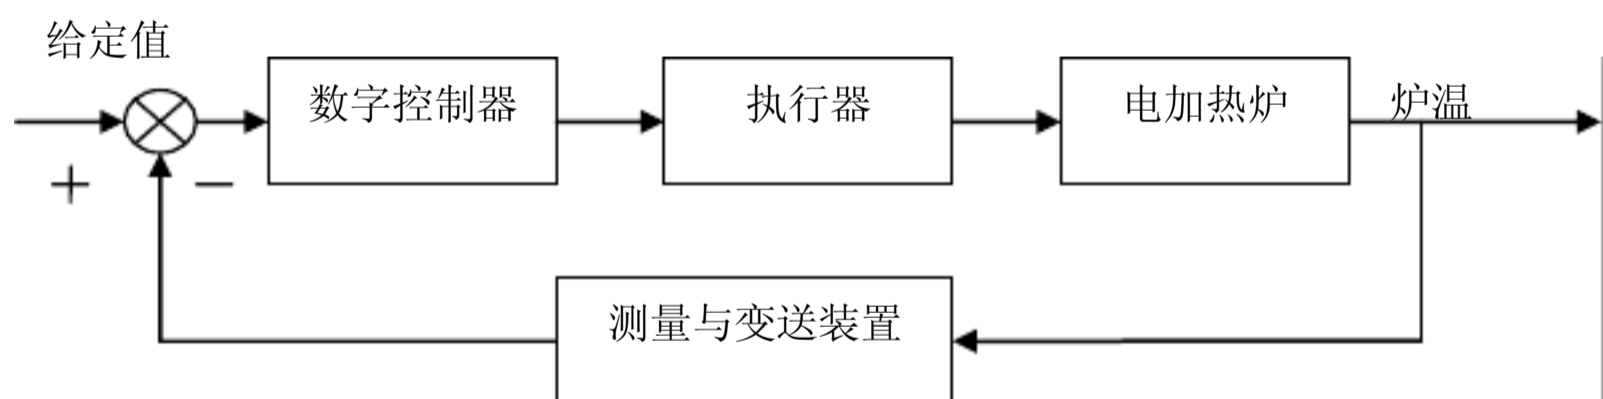 给定值
数字控制器
执行器
电加热炉
炉温
+
—
测量与变送装置